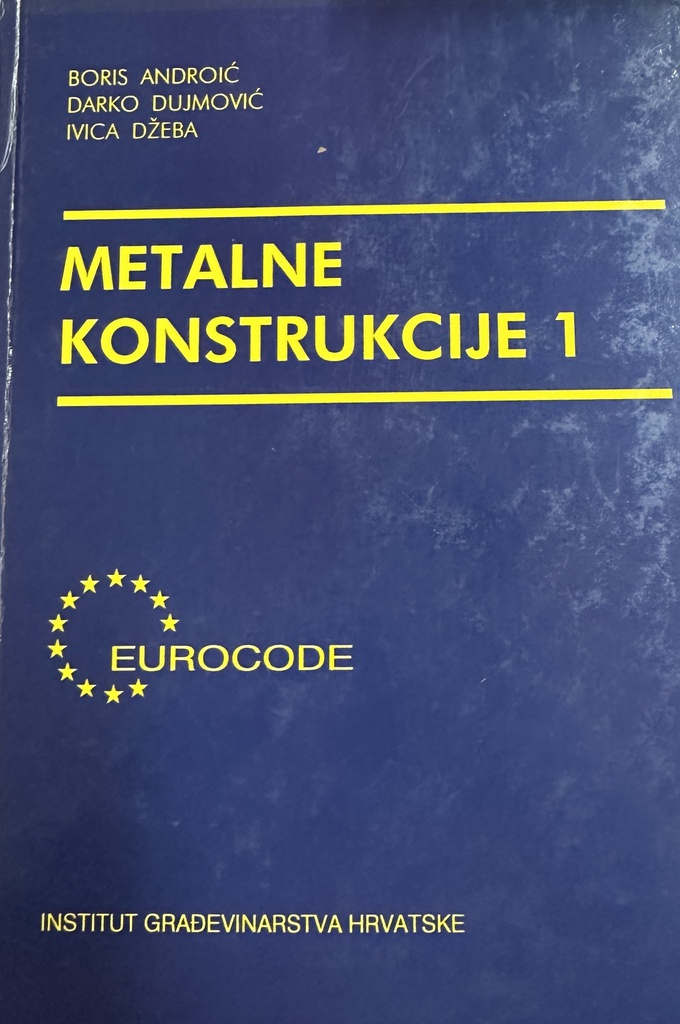 BORIS ANDROIĆ
DARKO DUJMOVIĆ
IVICA DŽEBA
METALNE
KONSTRUKCIJE 1
EUROCODE
INSTITUT GRAĐEVINARSTVA HRVATSKE